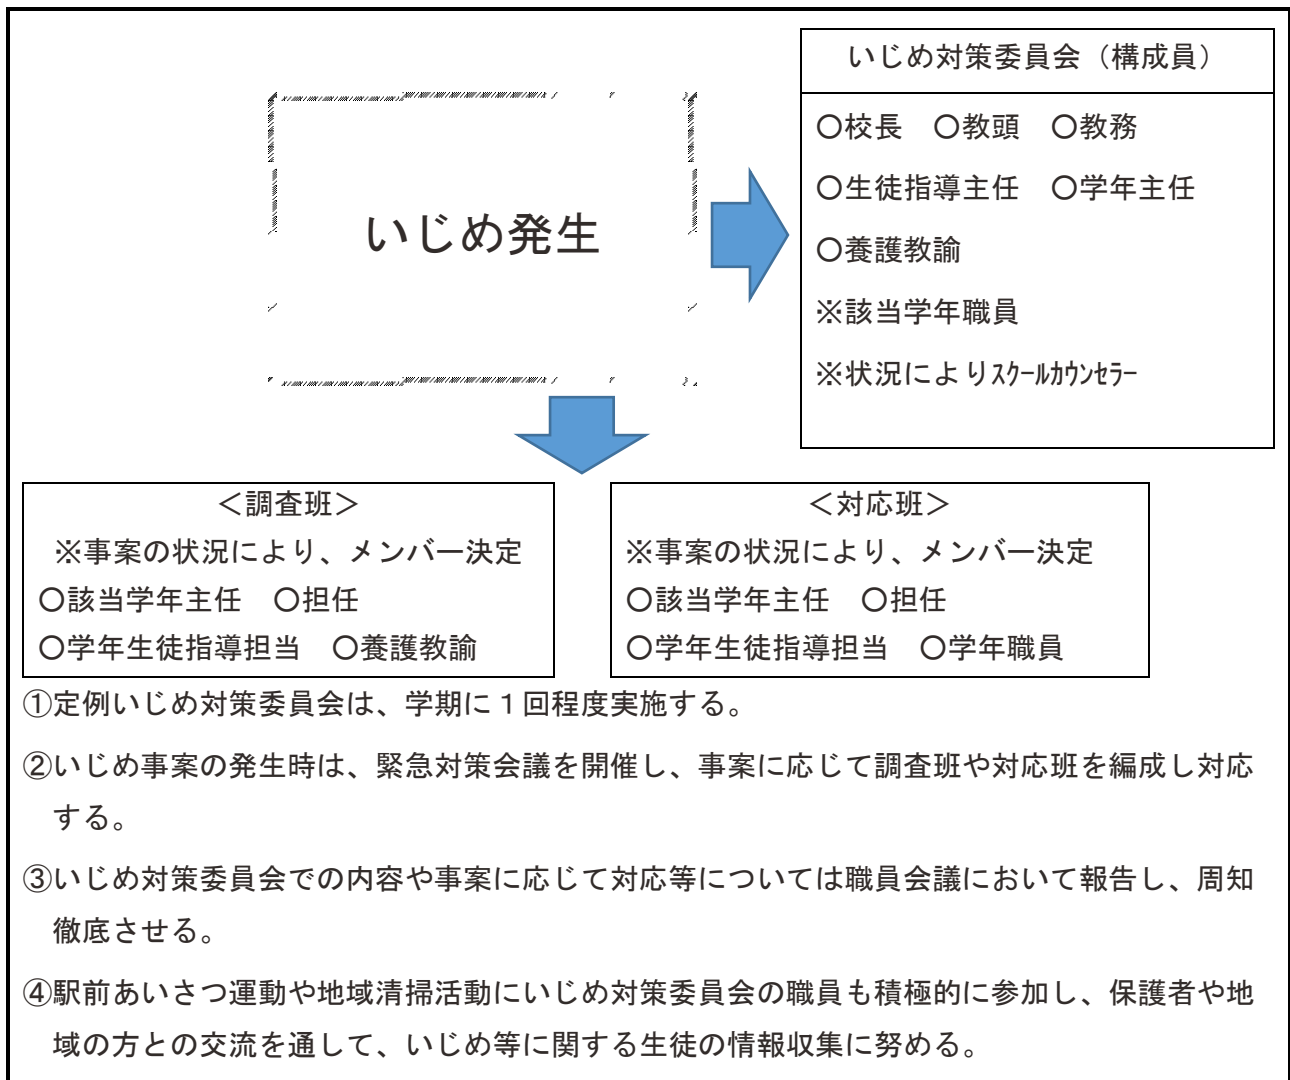 いじめ対策委員会（構成員）
いじめ発生
〇校長　〇教頭　〇教務
〇生徒指導主任　〇学年主任
〇養護教諭
※該当学年職員
※状況によりｽｸｰﾙｶｳﾝｾﾗｰ
＜調査班＞
※事案の状況により、メンバー決定
〇該当学年主任　〇担任
〇学年生徒指導担当　〇養護教諭
＜対応班＞
※事案の状況により、メンバー決定
〇該当学年主任　〇担任
〇学年生徒指導担当　〇学年職員
①定例いじめ対策委員会は、学期に１回程度実施する。
②いじめ事案の発生時は、緊急対策会議を開催し、事案に応じて調査班や対応班を編成し対応
する。
③いじめ対策委員会での内容や事案に応じて対応等については職員会議において報告し、周知
徹底させる。
④駅前あいさつ運動や地域清掃活動にいじめ対策委員会の職員も積極的に参加し、保護者や地
域の方との交流を通して、いじめ等に関する生徒の情報収集に努める。